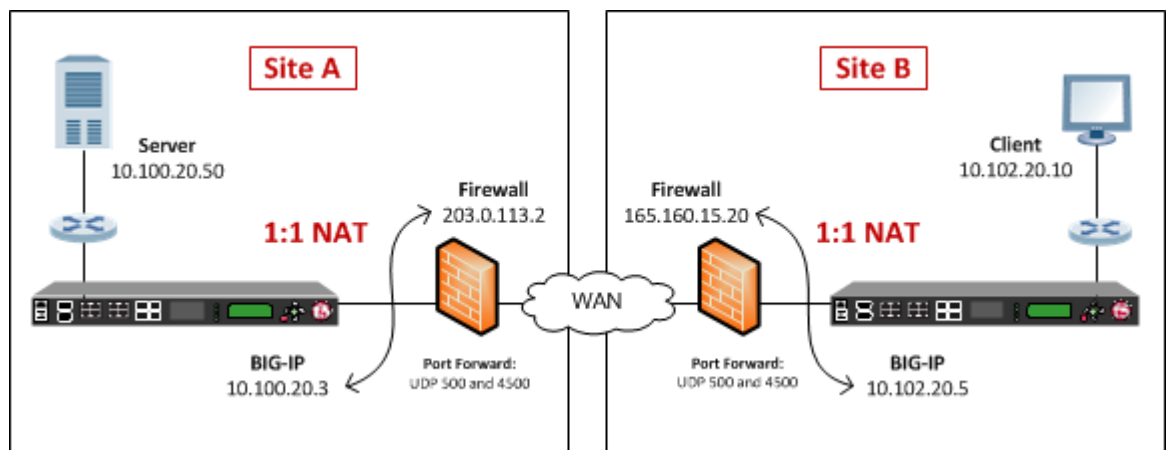 Site A
Server
10.100.20.50
Firewall
203.0.113.2
1:1 NAT
BIG-IP
10.100.20.3
Port Forward:
UDP 500 and 4500
WAN
Site B
Client
10.102.20.10
Firewall
165.160.15.20
1:1 NAT
Port Forward:
UDP 500 and 4500
BIG-IP
10.102.20.5